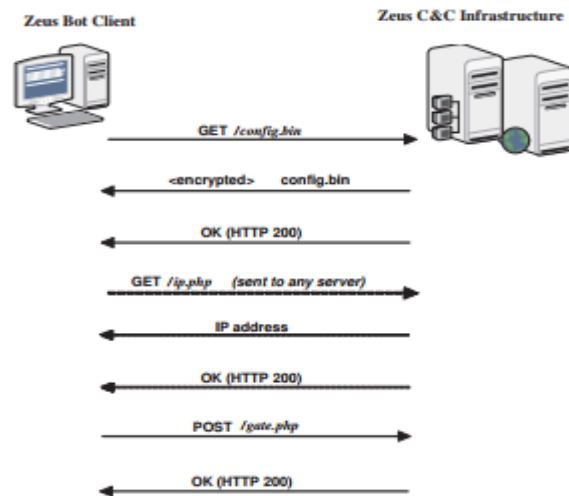 Zeus Bot Client
Zeus C&C Infrastructure
GET /config.bin
<encrypted> config.bin
OK (HTTP 200)
GET /ip.php (sent to any server)
IP address
OK (HTTP 200)
POST /gate.php
OK (HTTP 200)